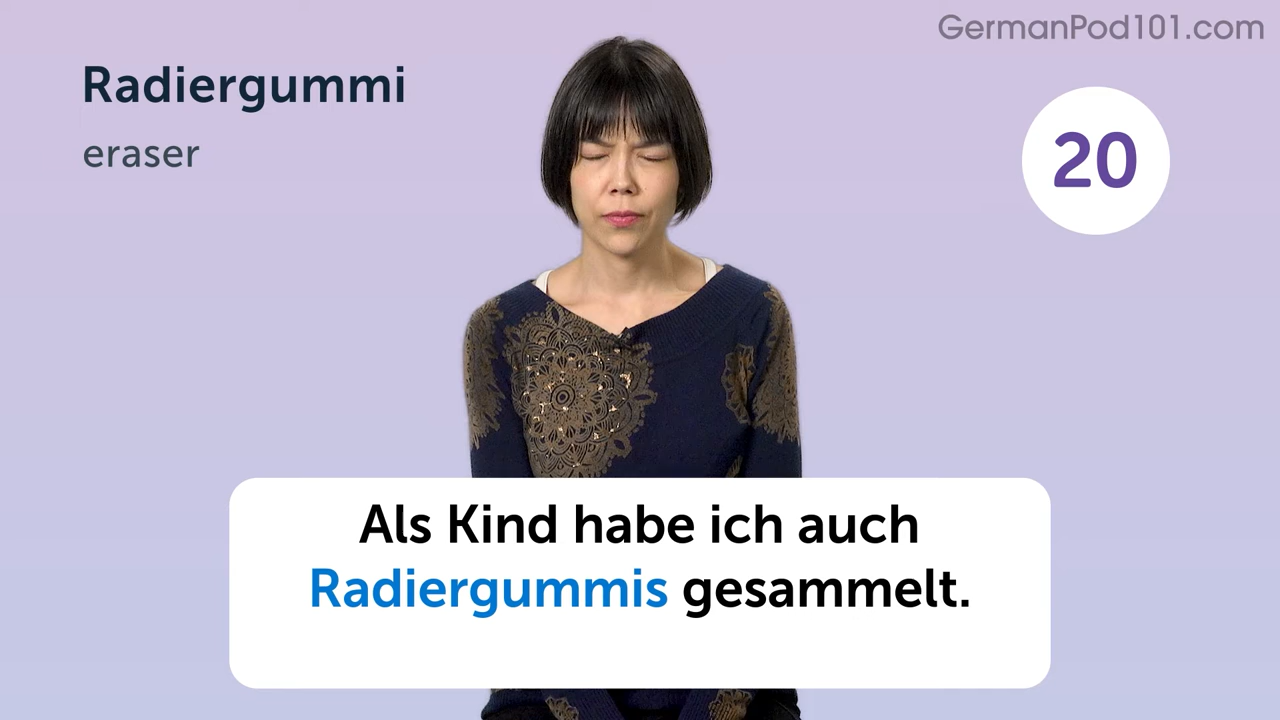 GermanPod101.com
Radiergummi
eraser
20
Als Kind habe ich auch
Radiergummis gesammelt.